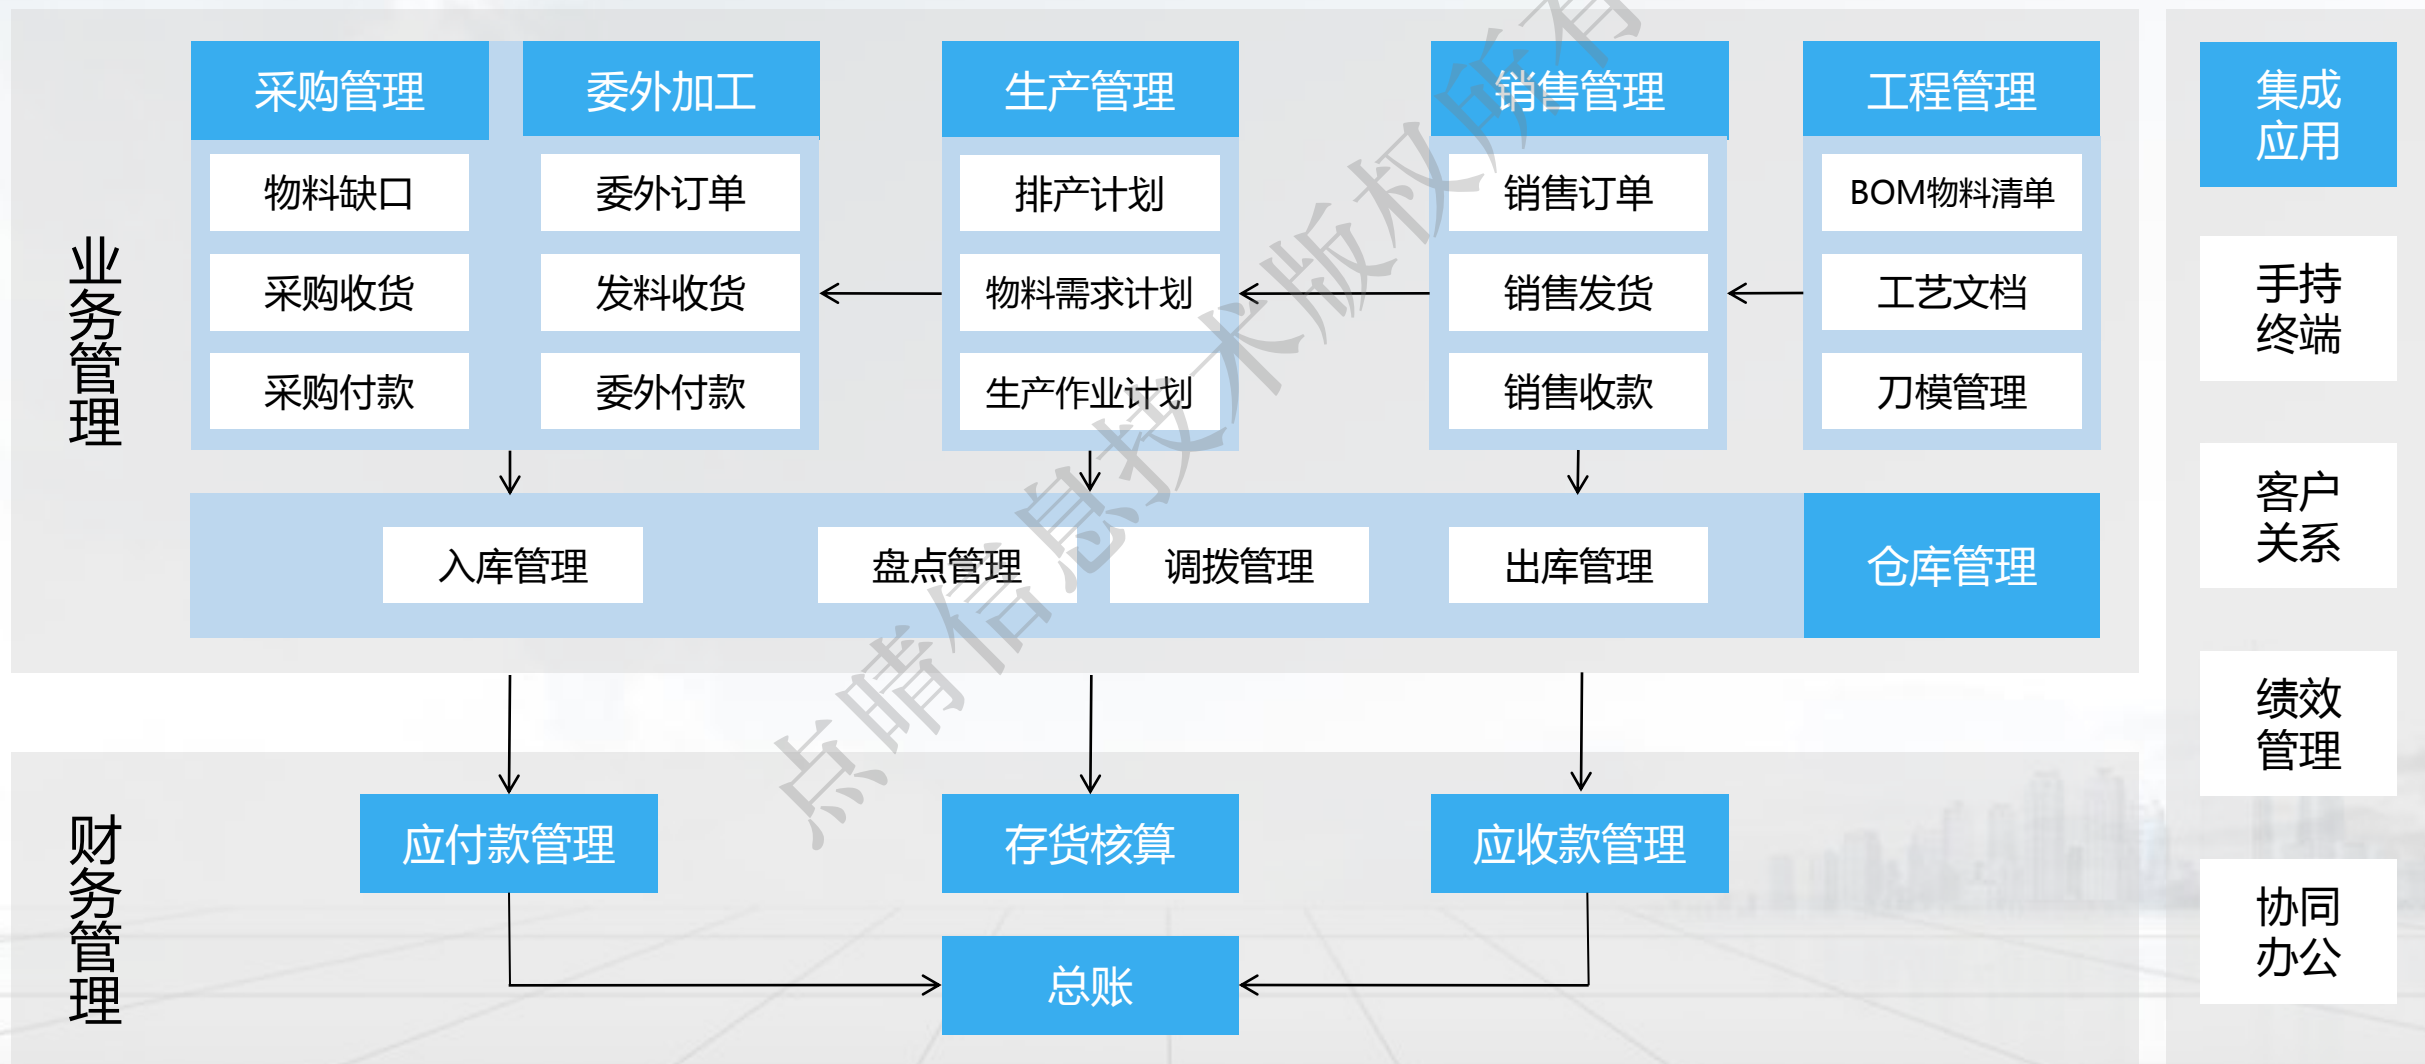 业务管理
采购管理
委外加工
生产管理
销售管理
工程管理
物料缺口
委外订单
排产计划
销售订单
BOM物料清单
采购收货
发料收货
物料需求计划
销售发货
工艺文档
采购付款
委外付款
生产作业计划
销售收款
刀模管理
入库管理
盘点管理
调拨管理
出库管理
仓库管理
财务管理
应付款管理
存货核算
应收款管理
总账
集成
应用
手持
终端
客户
关系
绩效
管理
协同
办公
点晴信息技术版权所有